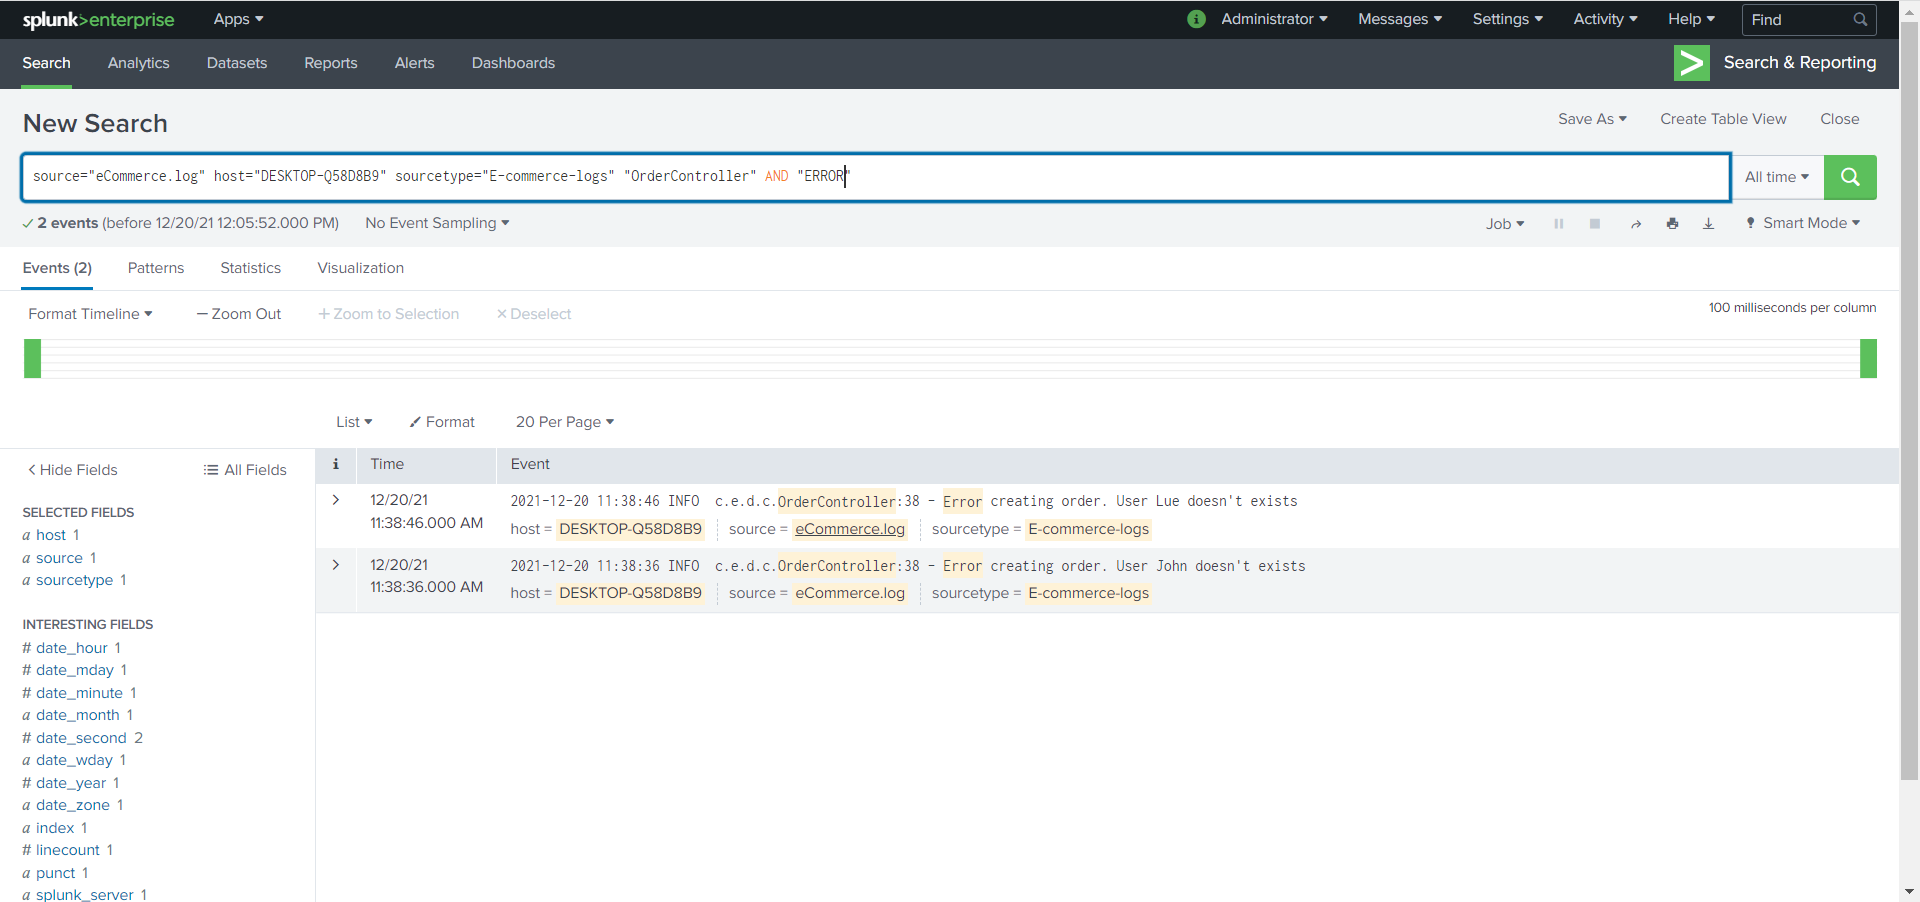 splunk>enterprise Apps Administrator Messages Settings Activity Help Find
Search Analytics Datasets Reports Alerts Dashboards Search & Reporting
New Search Save As Create Table View Close
source="eCommerce.log" host="DESKTOP-Q58D8B9" sourcetype="E-commerce-logs" "OrderController" AND "ERROR" All time
2 events (before 12/20/21 12:05:52.000 PM) No Event Sampling Job Smart Mode
Events (2) Patterns Statistics Visualization
Format Timeline — Zoom Out + Zoom to Selection × Deselect 100 milliseconds per column
List Format 20 Per Page
< Hide Fields All Fields i Time Event
SELECTED FIELDS
a host 1
a source 1
a sourcetype 1
INTERESTING FIELDS
# date_hour 1
# date_mday 1
# date_minute 1
a date_month 1
# date_second 2
a date_wday 1
# date_year 1
a date_zone 1
a index 1
# linecount 1
a punct 1
a splunk_server 1
> 12/20/21 2021-12-20 11:38:46 INFO c.e.d.c.OrderController:38 - Error creating order. User Lue doesn't exists
11:38:46.000 AM host = DESKTOP-Q58D8B9 source = eCommerce.log sourcetype = E-commerce-logs
> 12/20/21 2021-12-20 11:38:36 INFO c.e.d.c.OrderController:38 - Error creating order. User John doesn't exists
11:38:36.000 AM host = DESKTOP-Q58D8B9 source = eCommerce.log sourcetype = E-commerce-logs